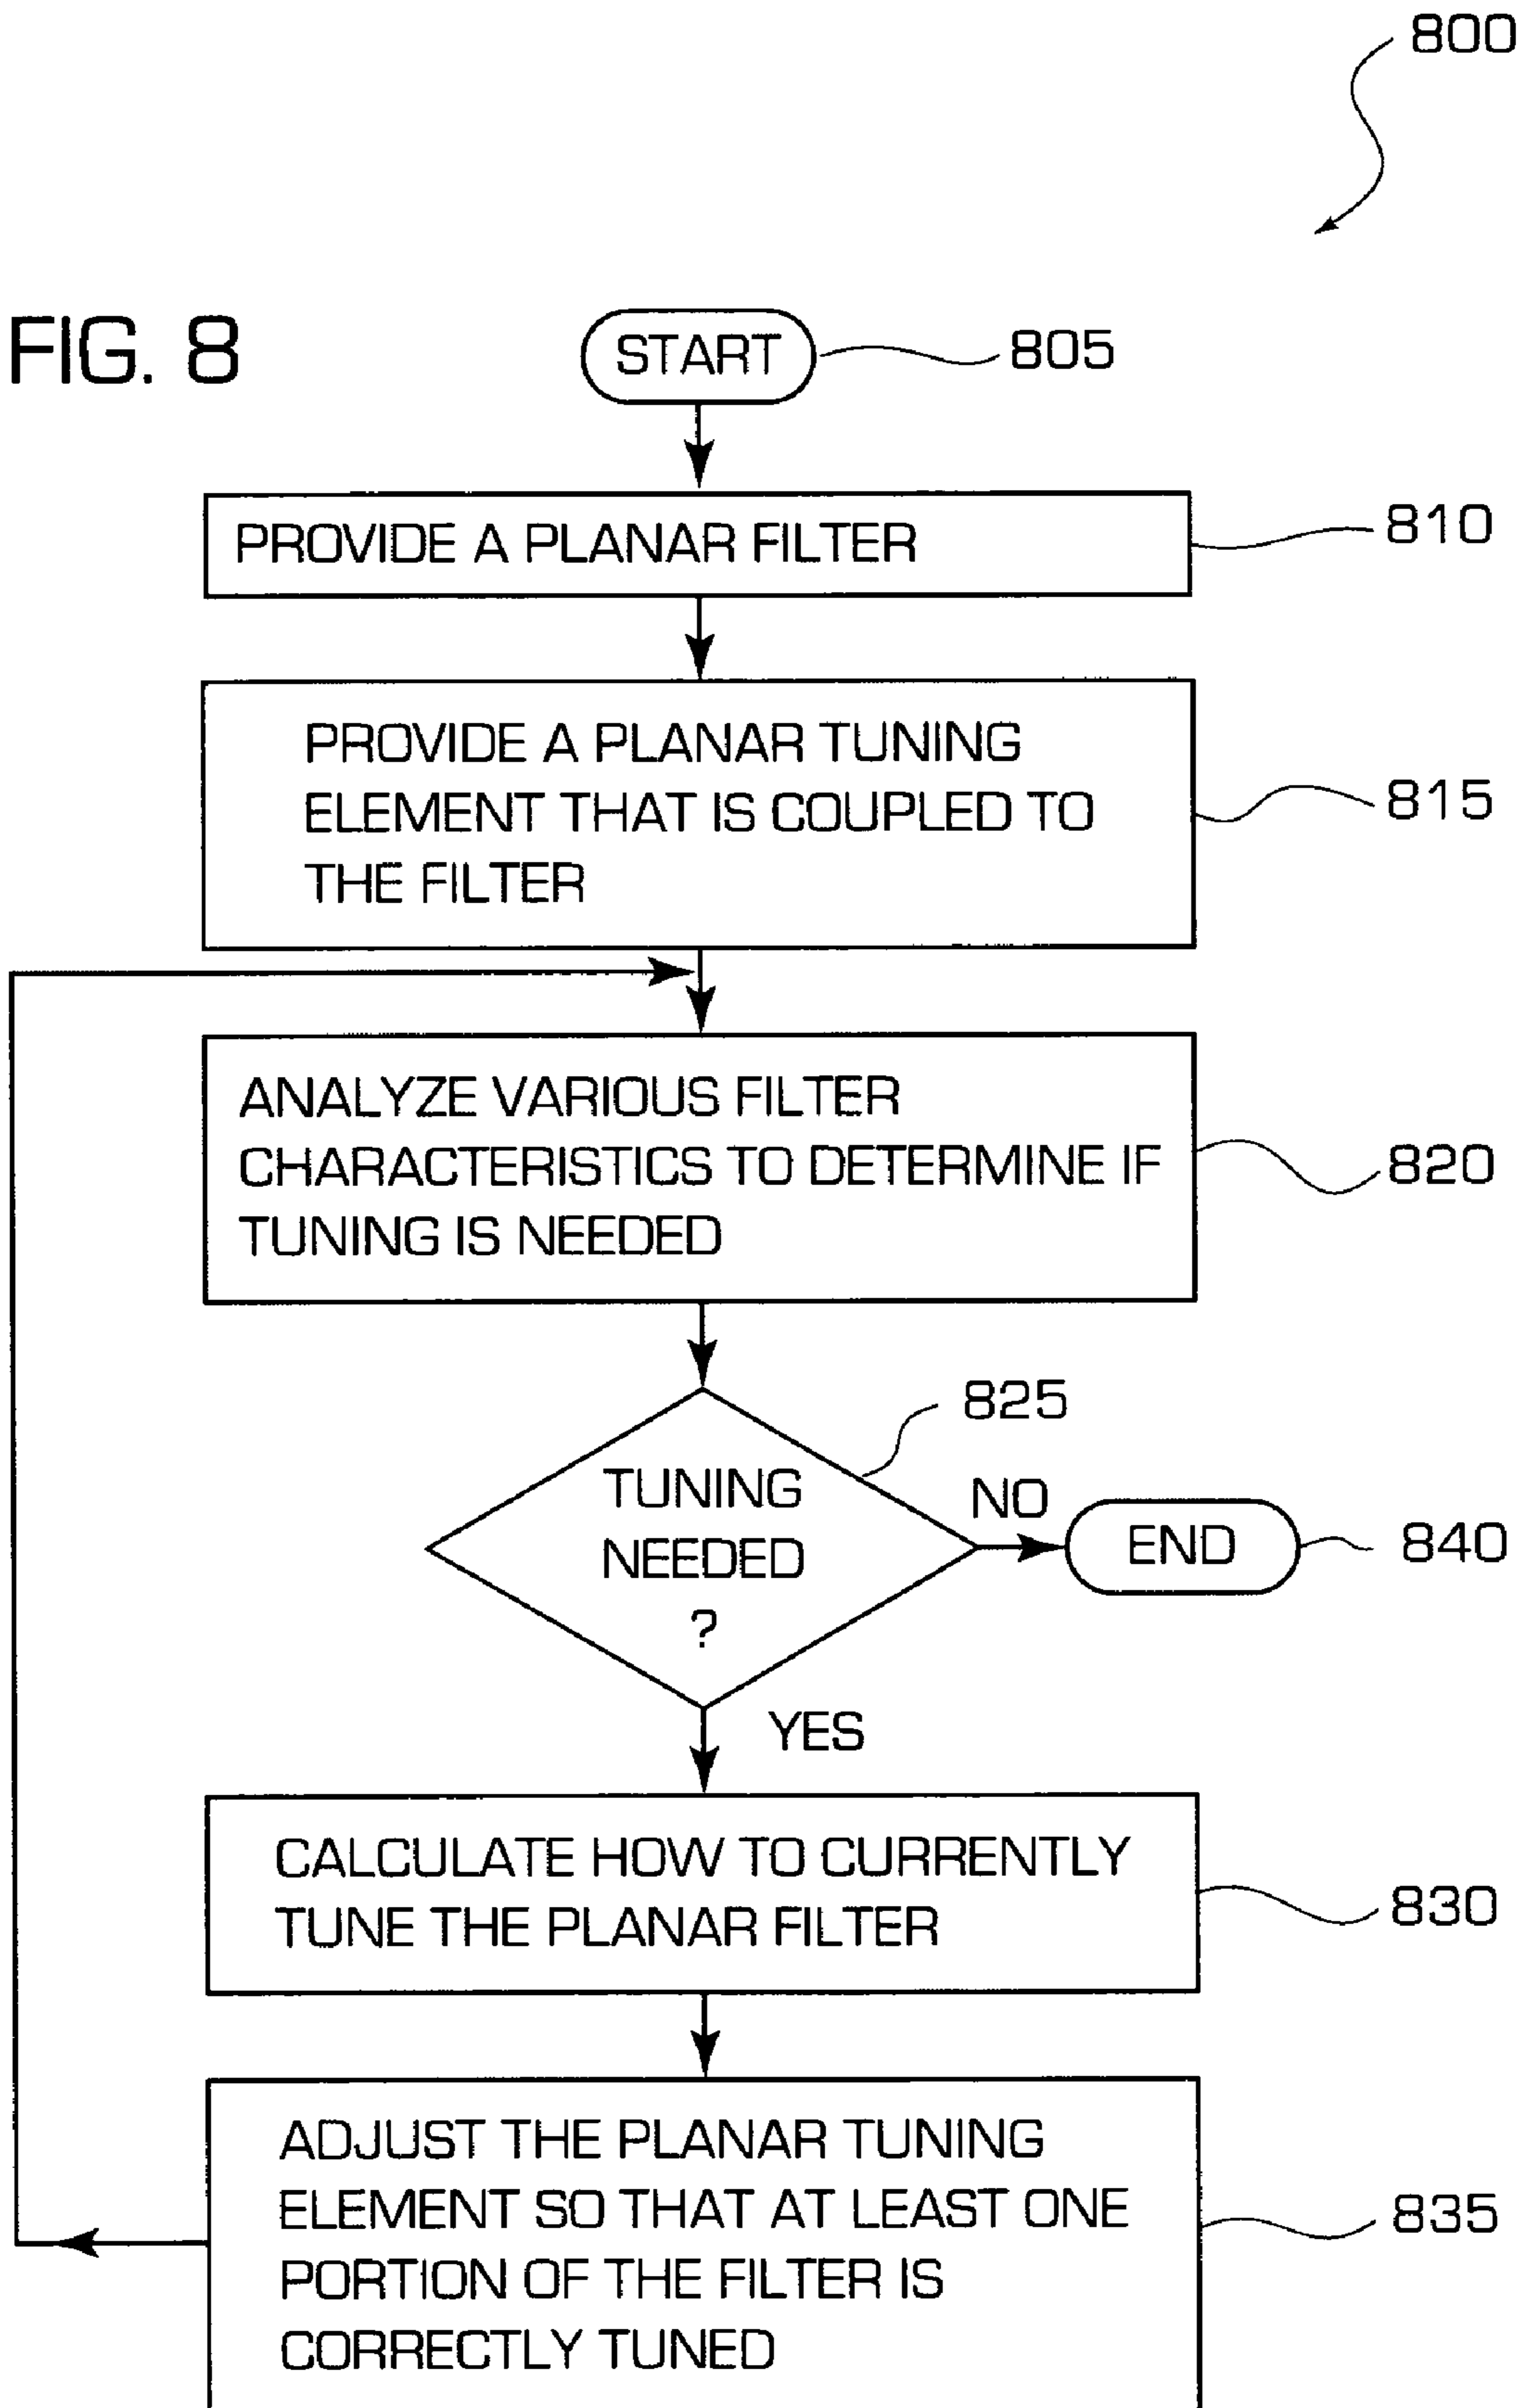 800
FIG. 8
START
805
PROVIDE A PLANAR FILTER
810
PROVIDE A PLANAR TUNING
ELEMENT THAT IS COUPLED TO
THE FILTER
815
ANALYZE VARIOUS FILTER
CHARACTERISTICS TO DETERMINE IF
TUNING IS NEEDED
820
825
TUNING
NEEDED
?
NO
END
840
YES
CALCULATE HOW TO CURRENTLY
TUNE THE PLANAR FILTER
830
ADJUST THE PLANAR TUNING
ELEMENT SO THAT AT LEAST ONE
PORTION OF THE FILTER IS
CORRECTLY TUNED
835